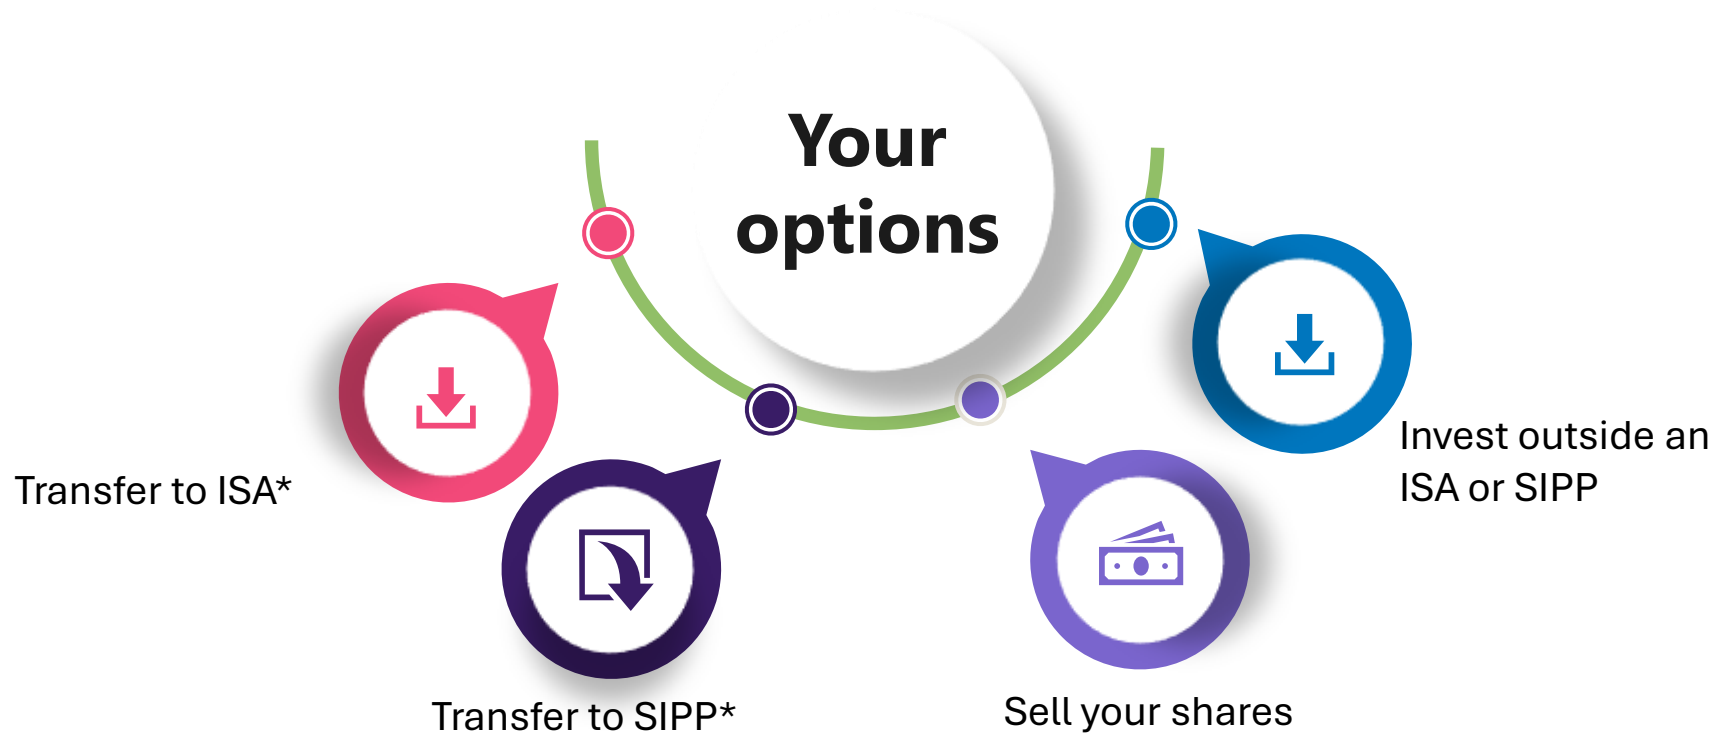 Your
options
Transfer to ISA*
Transfer to SIPP*
Sell your shares
Invest outside an
ISA or SIPP